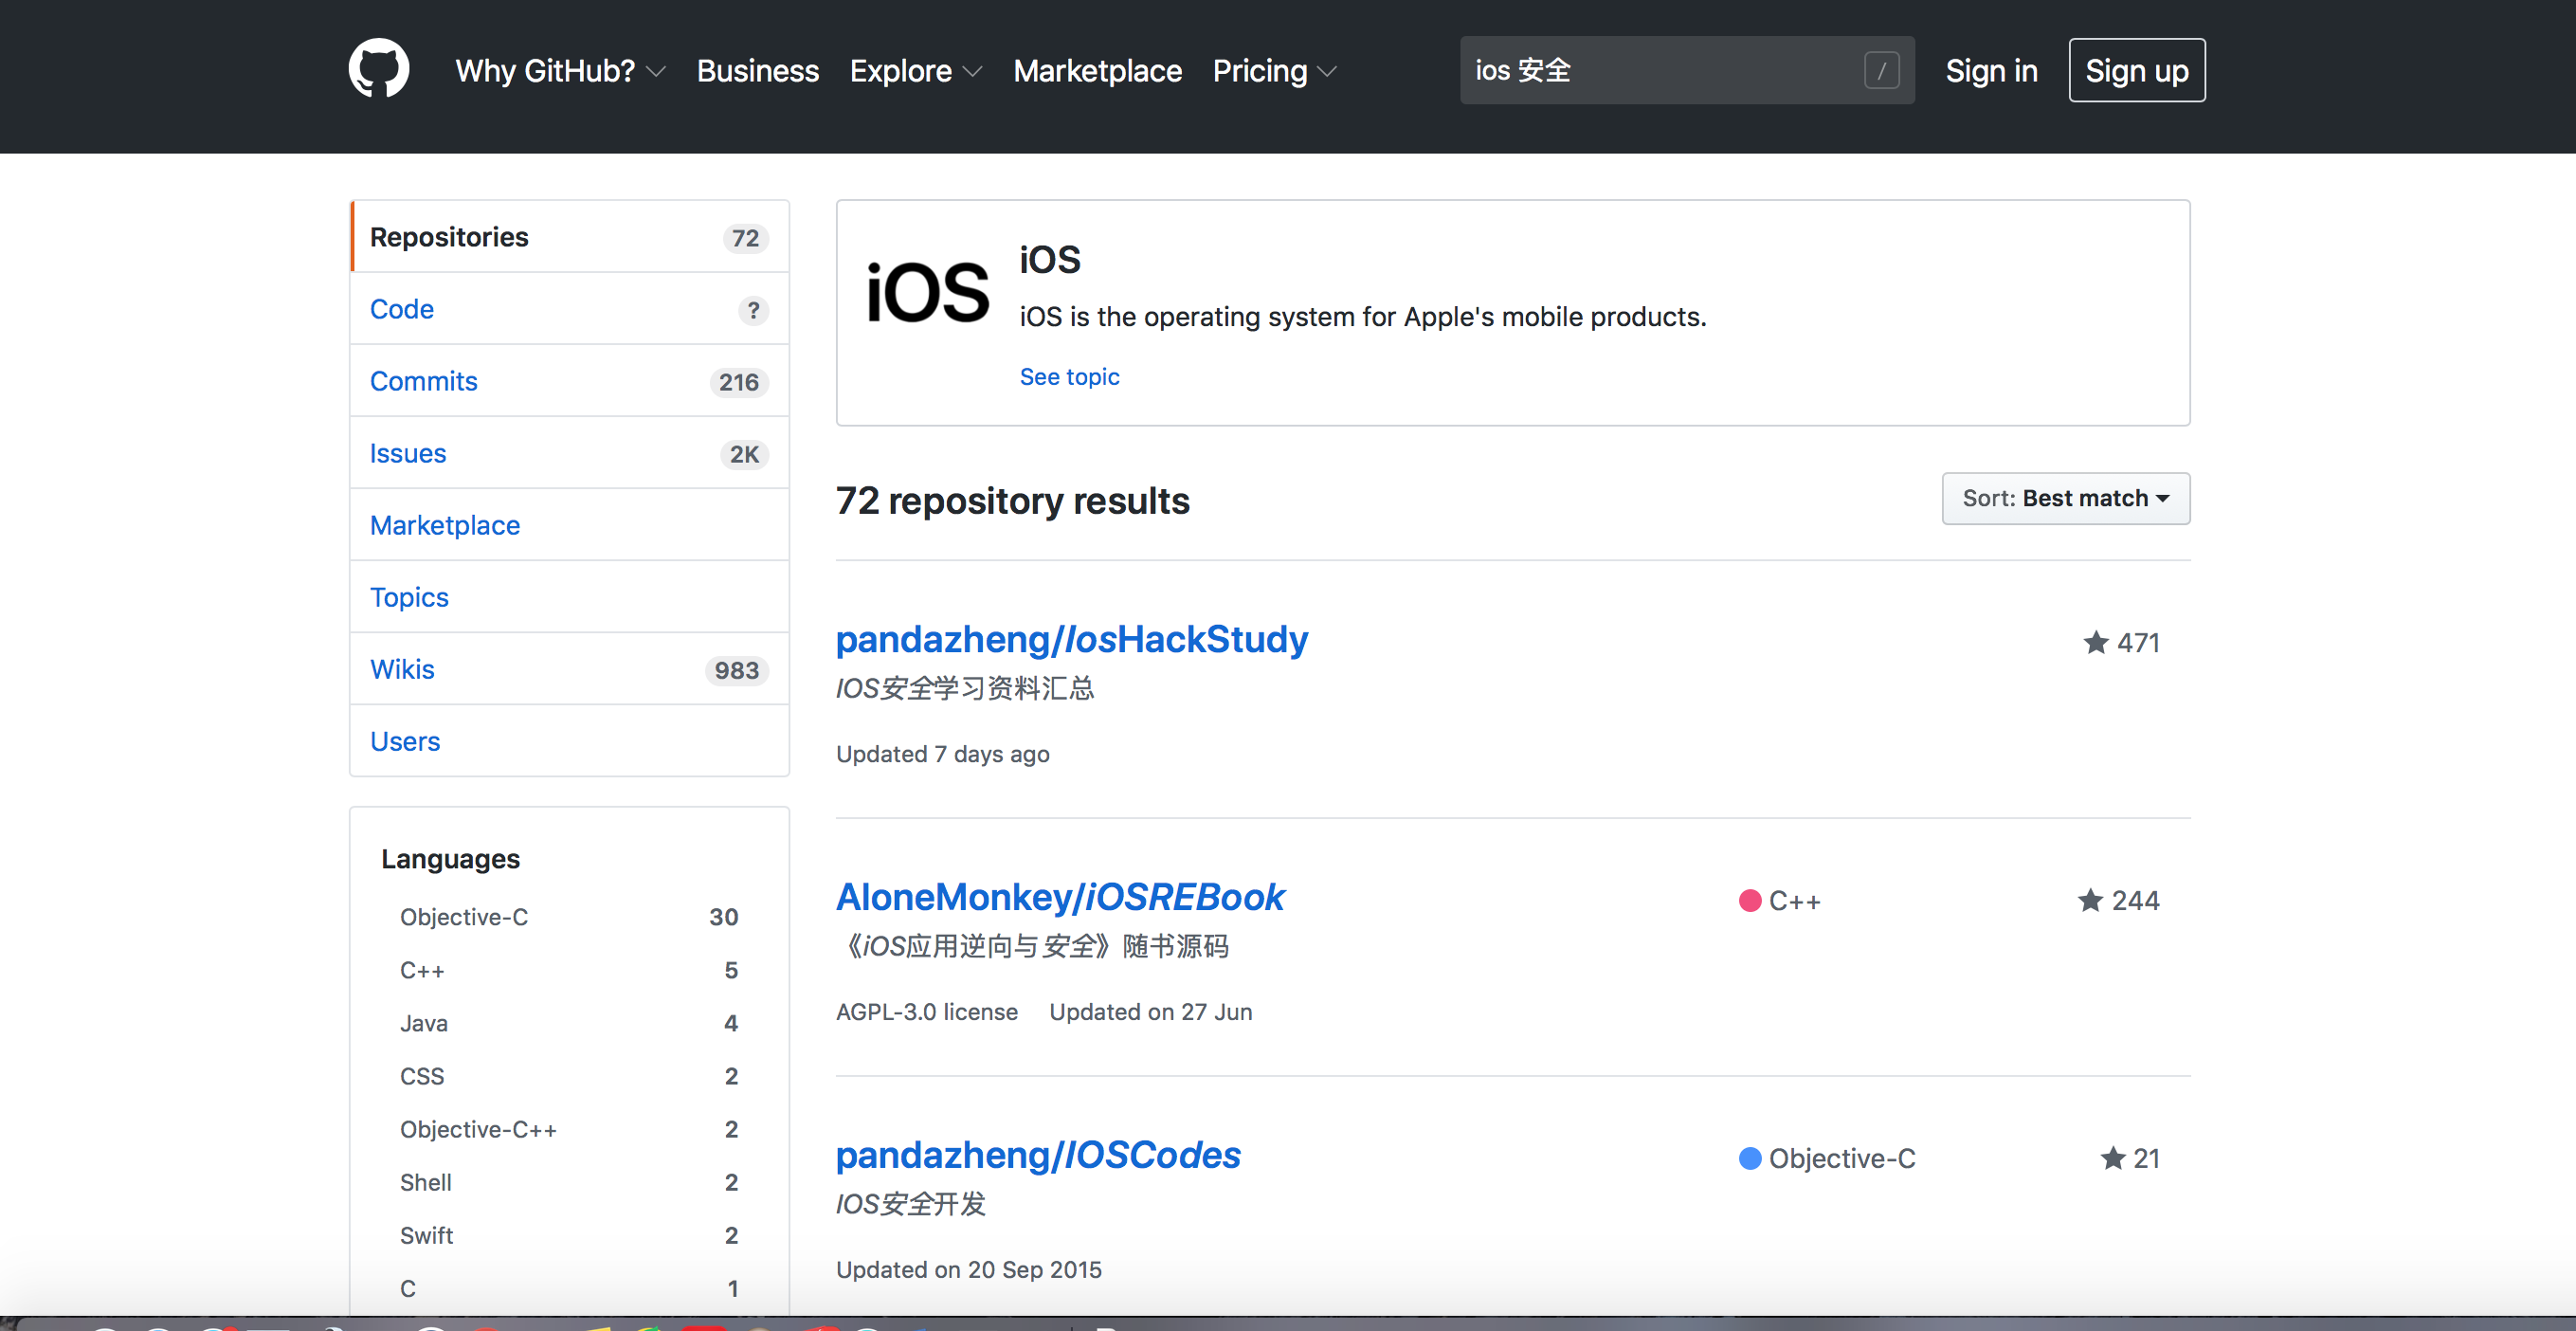 Why GitHub? Business Explore Marketplace Pricing ios 安全 / Sign in Sign up
Repositories 72
Code ?
Commits 216
Issues 2K
Marketplace
Topics
Wikis 983
Users
Languages
Objective-C 30
C++ 5
Java 4
CSS 2
Objective-C++ 2
Shell 2
Swift 2
C 1
iOS
iOS
iOS is the operating system for Apple's mobile products.
See topic
72 repository results Sort: Best match
pandazheng/IosHackStudy 471
IOS安全学习资料汇总
Updated 7 days ago
AloneMonkey/iOSREBook C++ 244
《iOS应用逆向与安全》随书源码
AGPL-3.0 license Updated on 27 Jun
pandazheng/IOSCodes Objective-C 21
IOS安全开发
Updated on 20 Sep 2015